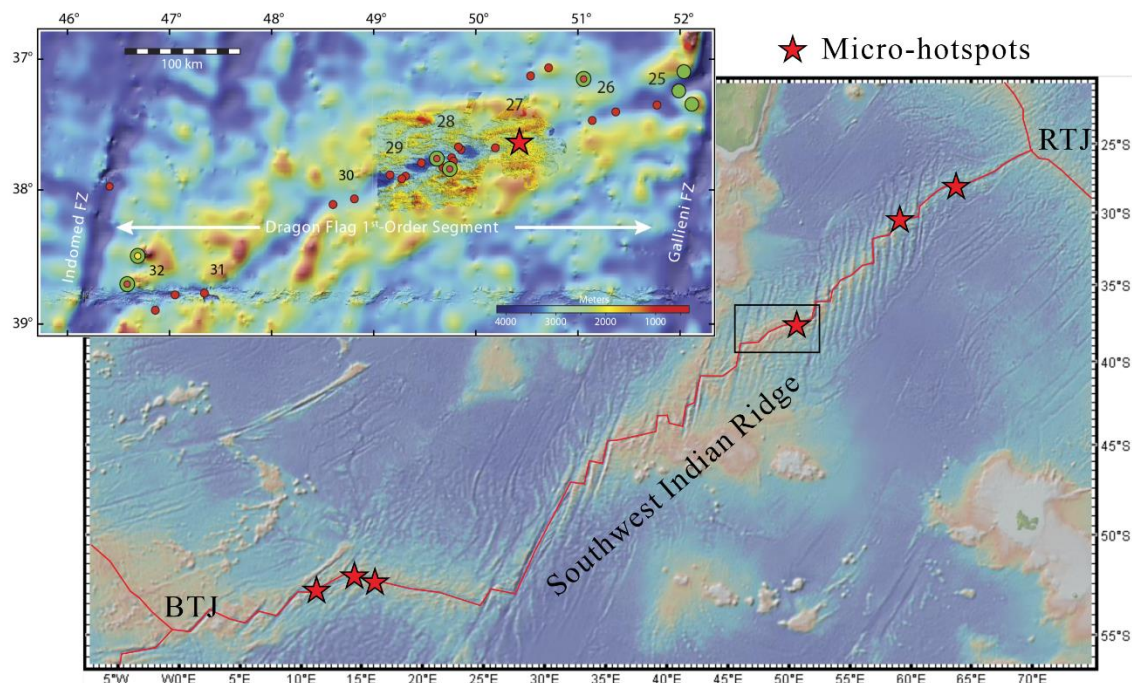 46° 47° 48° 49° 50° 51° 52°
Micro-hotspots
37°
100 km
25
26
27
28
29
30
38°
Indomed FZ
Dragon Flag 1st-Order Segment
Gallieni FZ
32
31
Meters
4000 3000 2000 1000
39°
RTJ
25°S
30°S
35°S
40°S
45°S
50°S
55°S
Southwest Indian Ridge
BTJ
5°W W00°E 5°E 10°E 15°E 20°E 25°E 30°E 35°E 40°E 45°E 50°E 55°E 60°E 65°E 70°E 75°E